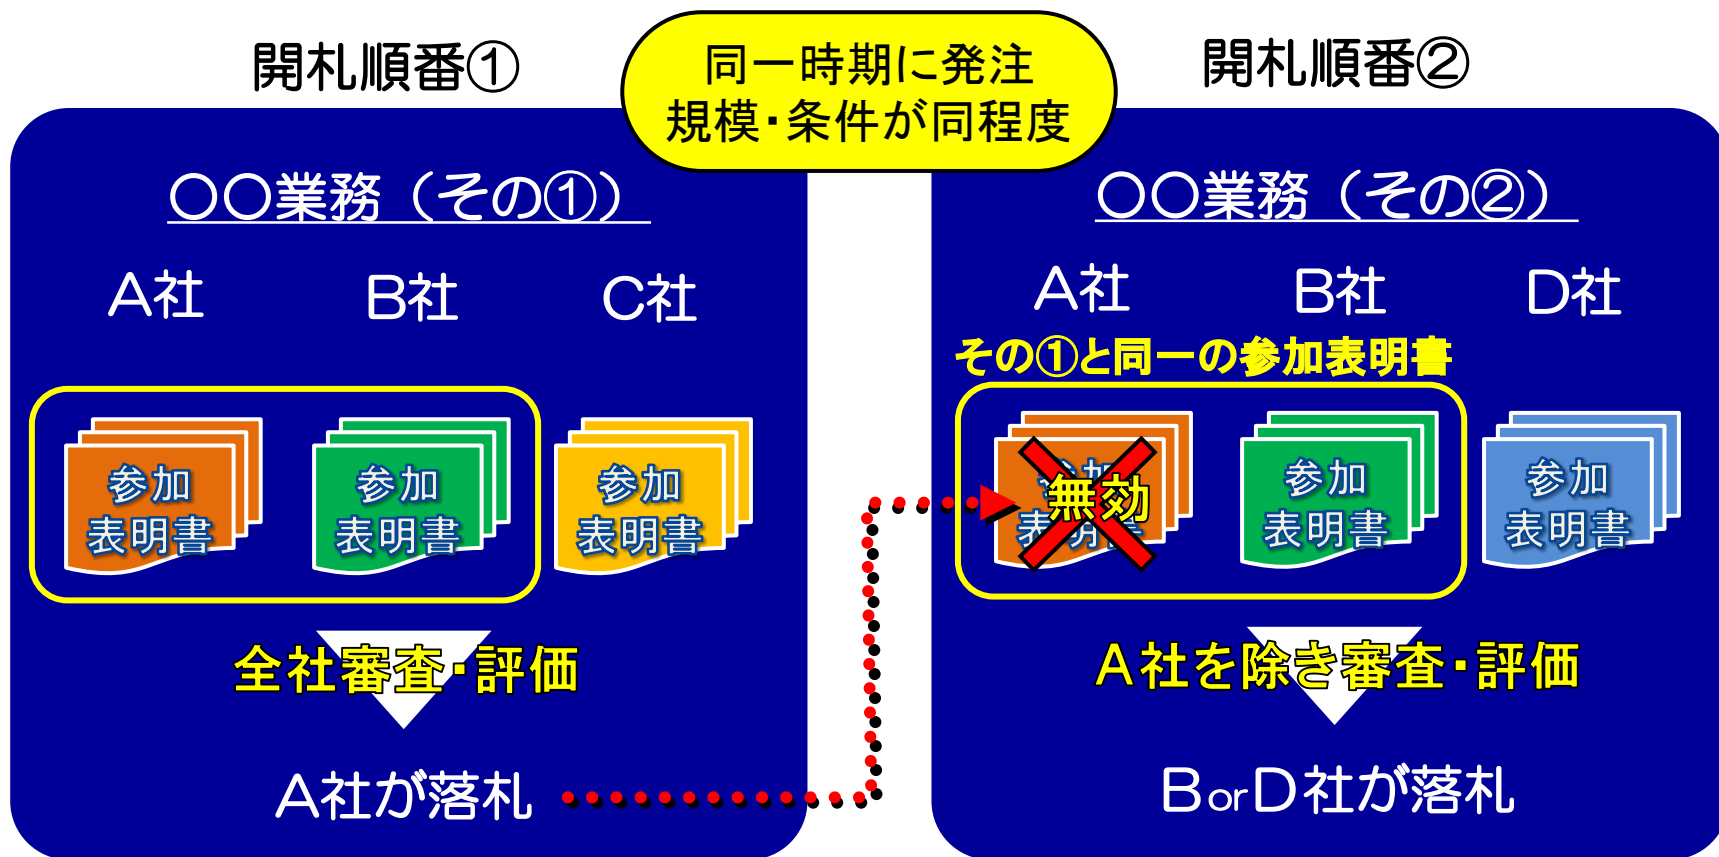 開札順番①
同一時期に発注
規模・条件が同程度
開札順番②
〇〇業務（その①）
A社
B社
C社
参加
表明書
参加
表明書
参加
表明書
全社審査・評価
A社が落札
〇〇業務（その②）
A社
B社
D社
その①と同一の参加表明書
参加
表明書
無効
参加
表明書
参加
表明書
A社を除き審査・評価
BorD社が落札